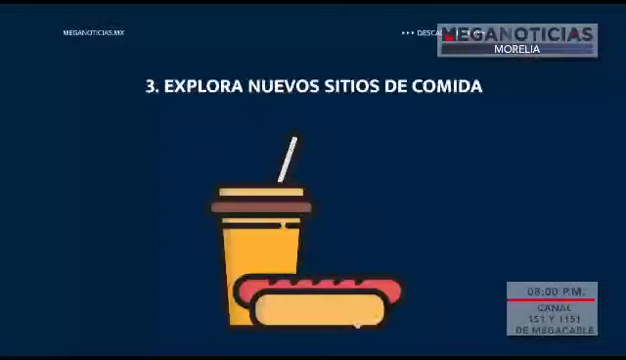 MEGANOTICIAS.MX
MEGANOTICIAS
MORELIA
3. EXPLORA NUEVOS SITIOS DE COMIDA
08:00 P.M.
CANAL
151 Y 1151
DE MEGACABLE